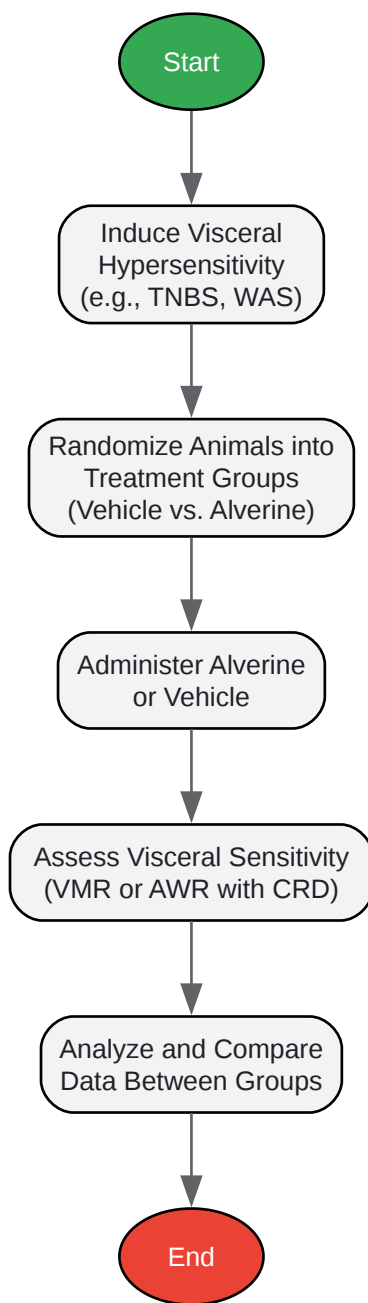 Start
Induce Visceral
Hypersensitivity
(e.g., TNBS, WAS)
Randomize Animals into
Treatment Groups
(Vehicle vs. Alverine)
Administer Alverine
or Vehicle
Assess Visceral Sensitivity
(VMR or AWR with CRD)
Analyze and Compare
Data Between Groups
End